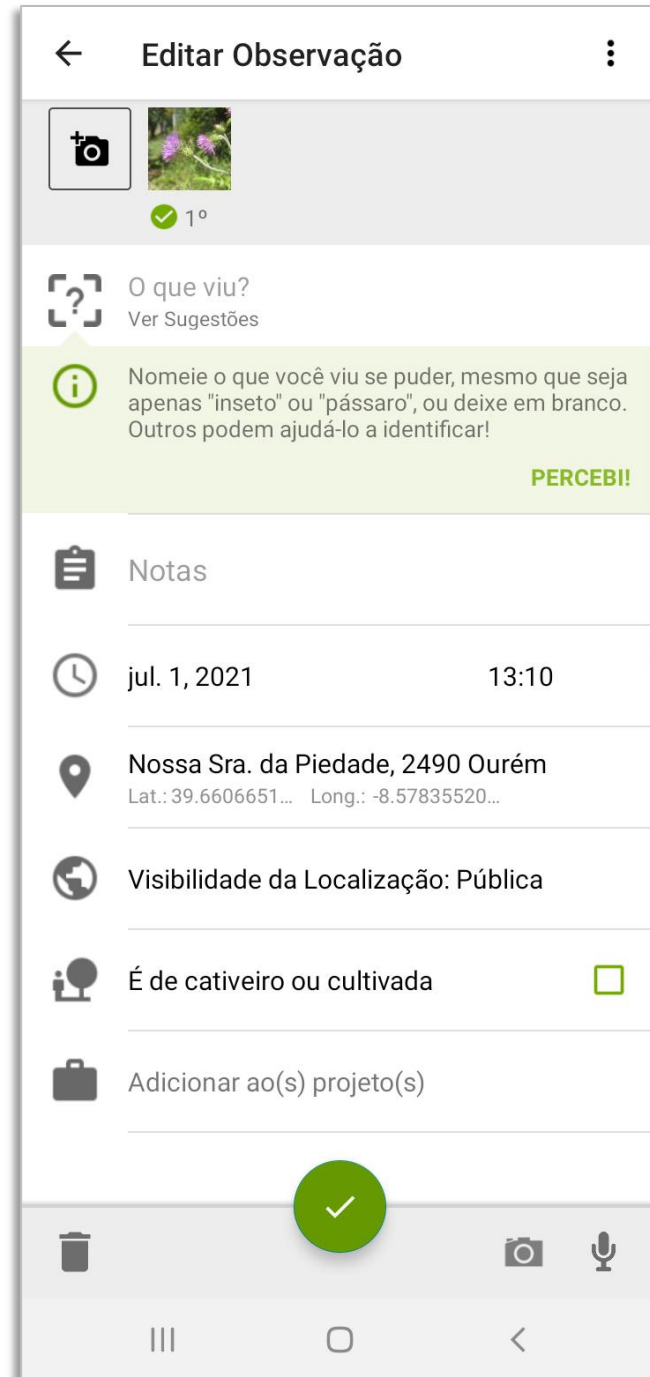 Editar Observação
1º
O que viu?
Ver Sugestões
Nomeie o que você viu se puder, mesmo que seja
apenas "inseto" ou "pássaro", ou deixe em branco.
Outros podem ajudá-lo a identificar!
PERCEBI!
Notas
jul. 1, 2021 13:10
Nossa Sra. da Piedade, 2490 Ourém
Lat.: 39.6606651... Long.: -8.57835520...
Visibilidade da Localização: Pública
É de cativeiro ou cultivada
Adicionar ao(s) projeto(s)